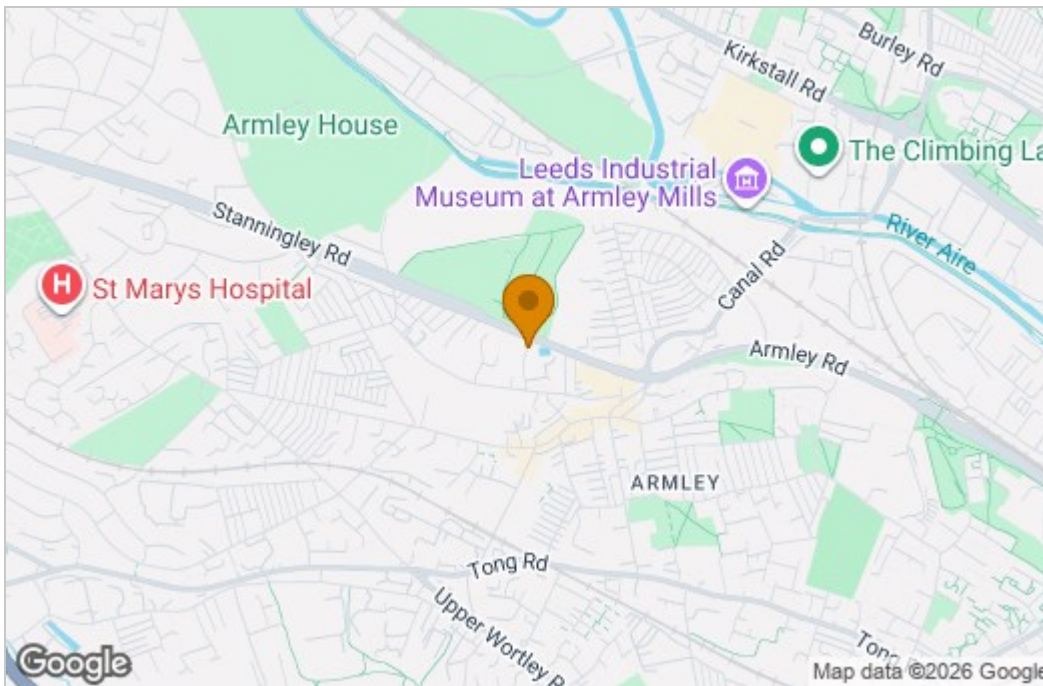 Burley Rd
Kirkstall Rd
Armley House
The Climbing La
Leeds Industrial
Museum at Armley Mills
Stanningley Rd
River Aire
Canal Rd
H
St Marys Hospital
Armley Rd
ARMLEY
Tong Rd
Upper Wortley R
Tong
Google
Map data ©2026 Google